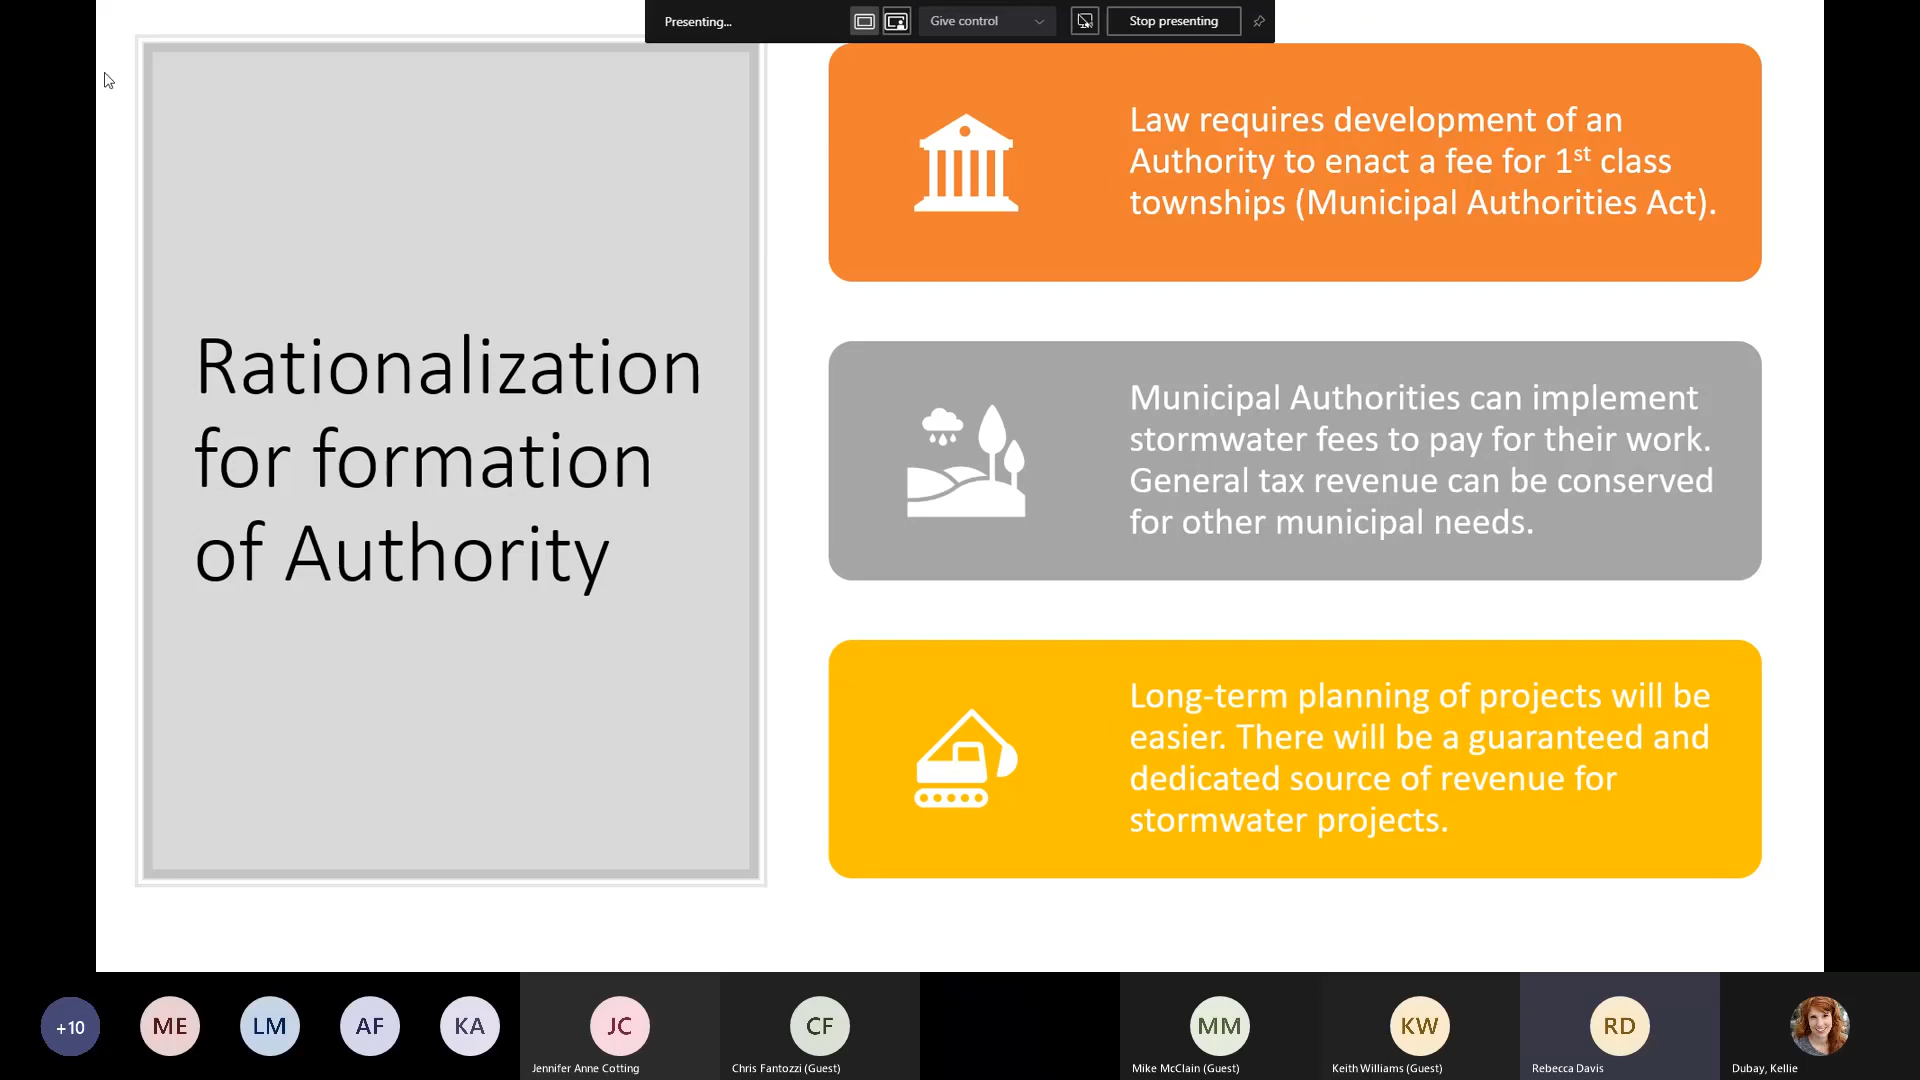 Presenting...
Give control
Stop presenting
Rationalization
for formation
of Authority
Law requires development of an
Authority to enact a fee for 1st class
townships (Municipal Authorities Act).
Municipal Authorities can implement
stormwater fees to pay for their work.
General tax revenue can be conserved
for other municipal needs.
Long-term planning of projects will be
easier. There will be a guaranteed and
dedicated source of revenue for
stormwater projects.
+10
ME
LM
AF
KA
JC
CF
MM
KW
RD
Jennifer Anne Cotting
Chris Fantozzi (Guest)
Mike McClain (Guest)
Keith Williams (Guest)
Rebecca Davis
Dubay, Kellie